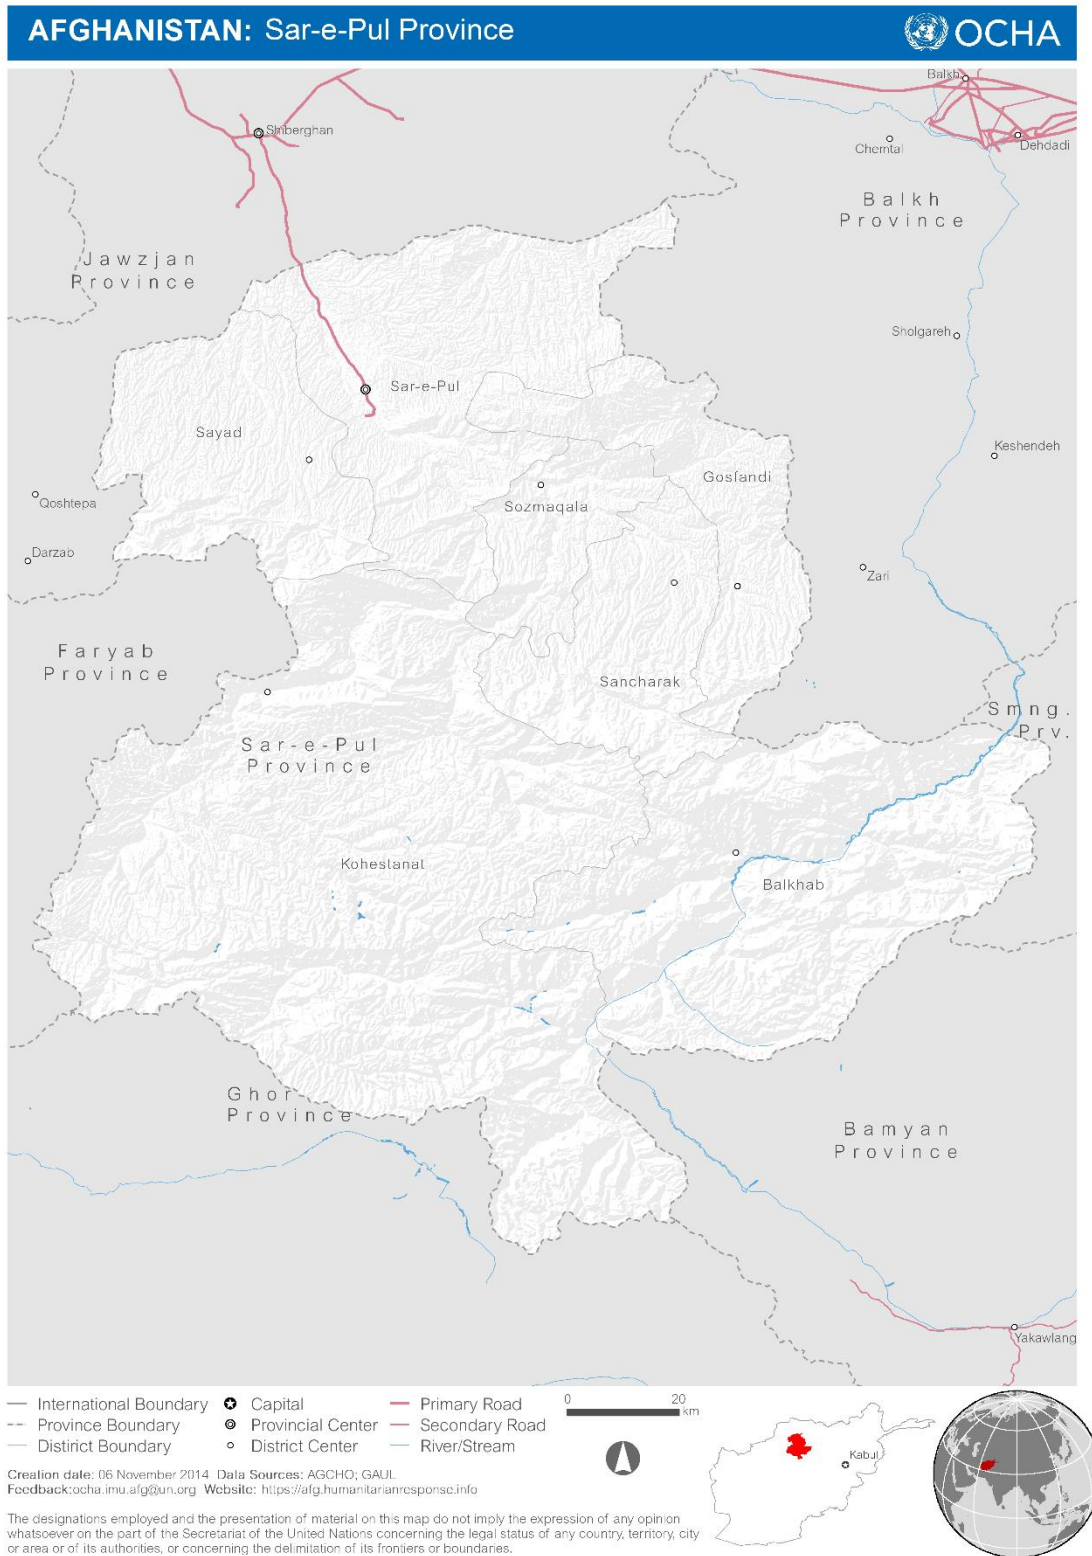 AFGHANISTAN: Sar-e-Pul Province
OCHA
Balkh
Shiberghan
Chemtal
Dehdadi
Balkh
Province
Jawzjan
Province
Sholgareh
Sar-e-Pul
Sayad
Keshendeh
Gosfandi
Qoshtepa
Sozmaqala
Darzab
Zari
Faryab
Province
Sancharak
Smng.
Prv.
Sar-e-Pul
Province
Kohestanat
Balkhab
Ghor
Province
Bamyan
Province
Yakawlang
International Boundary
Province Boundary
District Boundary
Capital
Provincial Center
District Center
Primary Road
Secondary Road
River/Stream
0 20
km
Kabul
Creation date: 06 November 2014 Data Sources: AGCHO; GAUL
Feedback:ocha.imu.afg@un.org Website: https://afg.humanitarianresponse.info
The designations employed and the presentation of material on this map do not imply the expression of any opinion
whatsoever on the part of the Secretariat of the United Nations concerning the legal status of any country, territory, city
or area or of its authorities, or concerning the delimitation of its frontiers or boundaries.